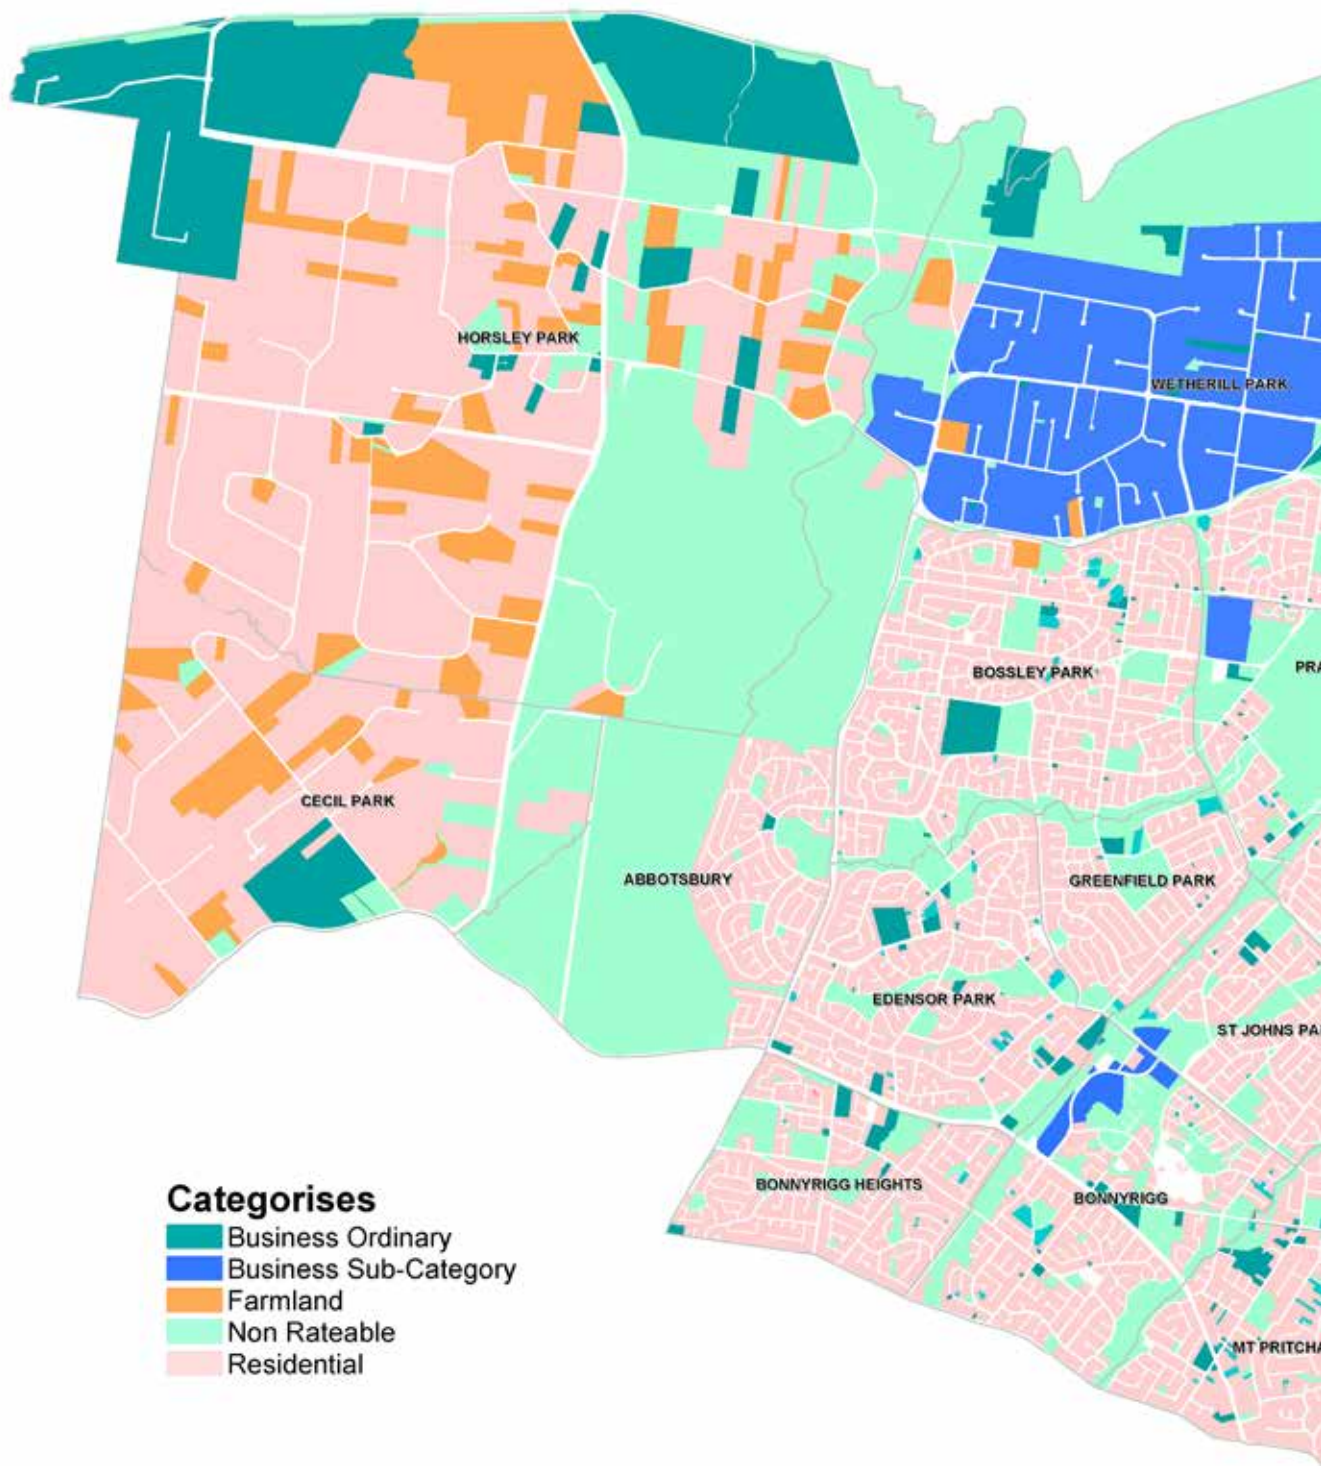 HORSLEY PARK
WETHERILL PARK
BOSSLEY PARK
PRA
CECIL PARK
ABBOTSBURY
GREENFIELD PARK
EDENSOR PARK
ST JOHNS PA
BONNYRIGG HEIGHTS
BONNYRIGG
MT PRITCHA
Categorises
Business Ordinary
Business Sub-Category
Farmland
Non Rateable
Residential